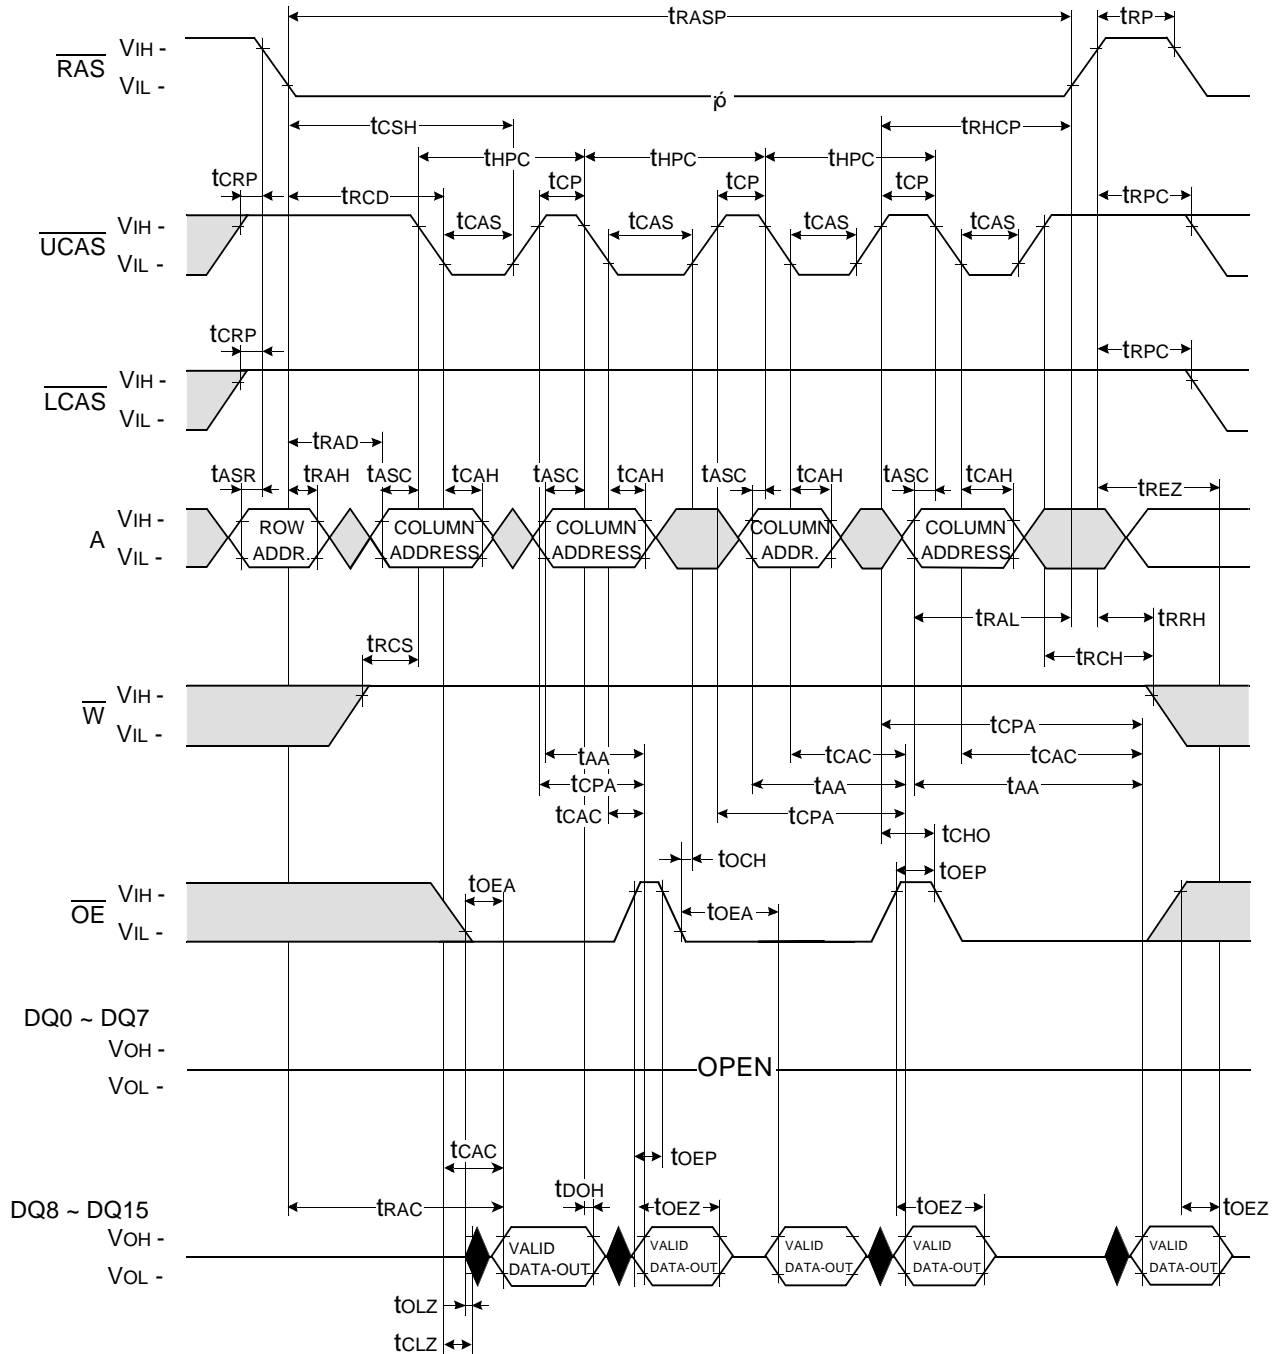 tRASP tRP
RAS VIH -
VIL -
¡ó
tCSH tRHCP
tHPC tHPC tHPC
tCRP tRCD tCP tCP tCP tRPC
UCAS VIH -
VIL -
tCAS tCAS tCAS tCAS
tCRP tRPC
LCAS VIH -
VIL -
tRAD
tASR tRAH tASC tCAH tASC tCAH tASC tCAH tASC tCAH tREZ
A VIH -
VIL -
ROW ADDR.
COLUMN ADDRESS
COLUMN ADDRESS
COLUMN ADDR.
COLUMN ADDRESS
tRAL tRRH
tRCS tRCH
W VIH -
VIL -
tCPA
tAA tCAC tCAC
tCPA tAA tAA
tCAC tCPA
tCHO
tOCH tOEP
OE VIH -
VIL -
tOEA tOEA
DQ0 ~ DQ7
VOH -
VOL -
OPEN
tCAC tOEP
tDOH
tRAC tOEZ tOEZ tOEZ
DQ8 ~ DQ15
VOH -
VOL -
VALID DATA-OUT
VALID DATA-OUT
VALID DATA-OUT
VALID DATA-OUT
VALID DATA-OUT
tOLZ
tCLZ